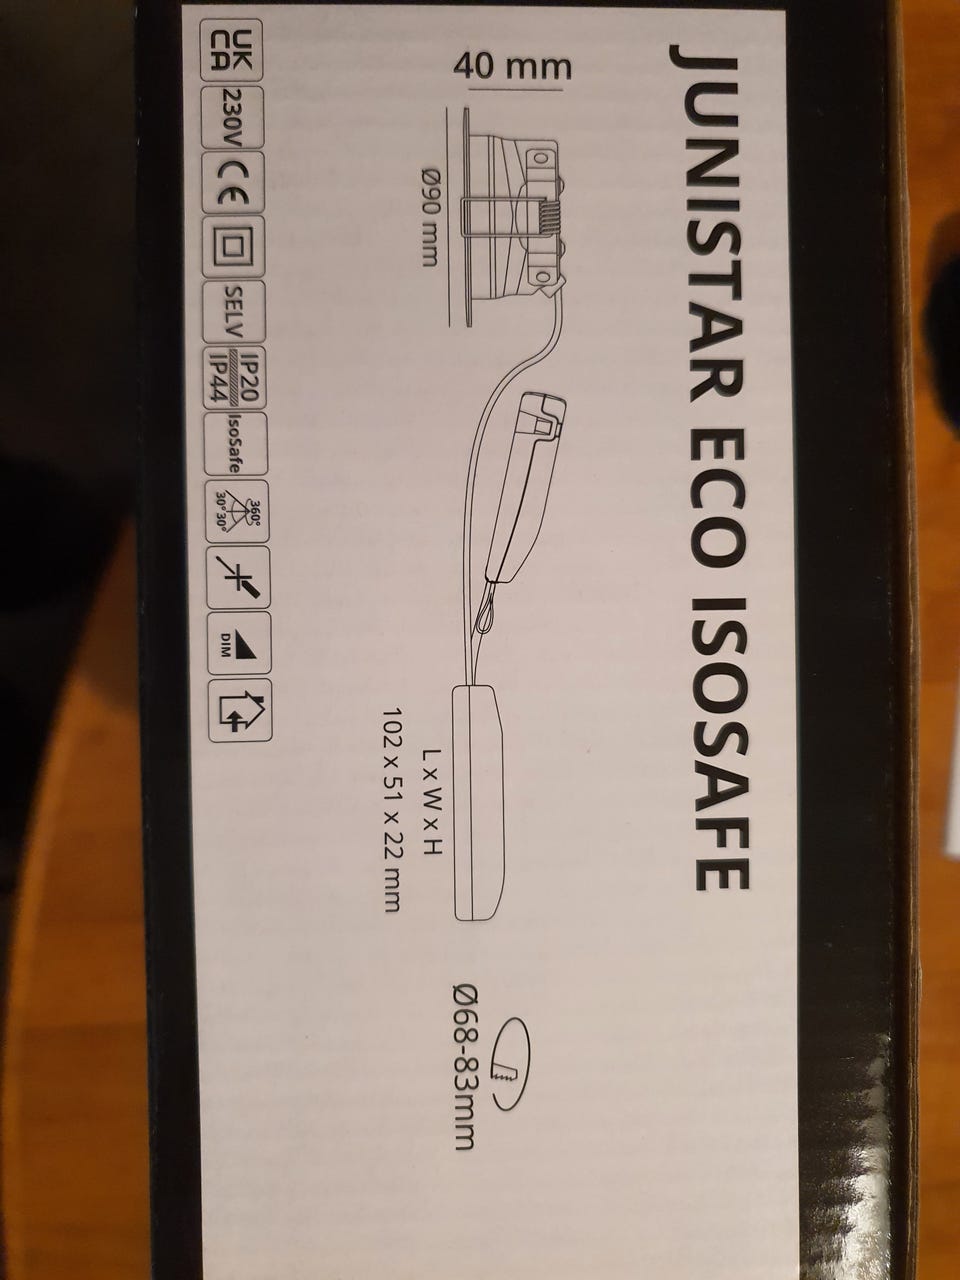 JUNISTAR ECO ISOSAFE
40 mm
Ø90 mm
L x W x H
102 x 51 x 22 mm
Ø68-83mm
UK
CA
230V
CE
SELV
IP20
IP44
IsoSafe
360°
30° 30°
DIM